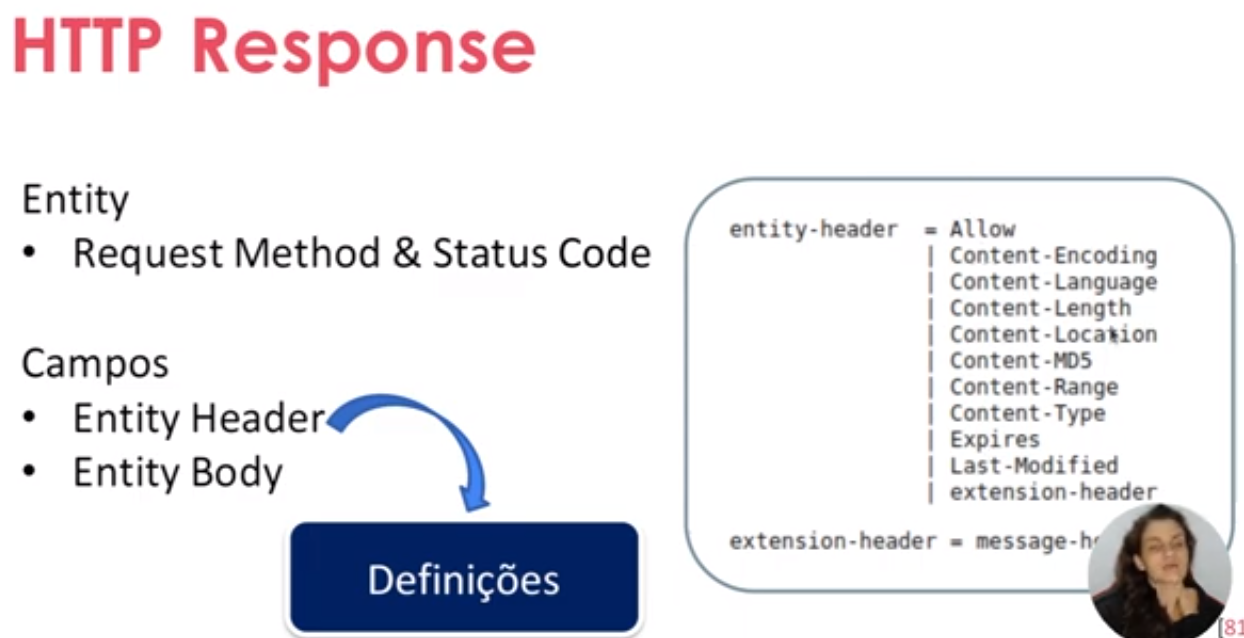 HTTP Response
Entity
• Request Method & Status Code
Campos
• Entity Header
• Entity Body
Definições
entity-header = Allow
| Content-Encoding
| Content-Language
| Content-Length
| Content-Location
| Content-MD5
| Content-Range
| Content-Type
| Expires
| Last-Modified
| extension-header
extension-header = message-h
[81